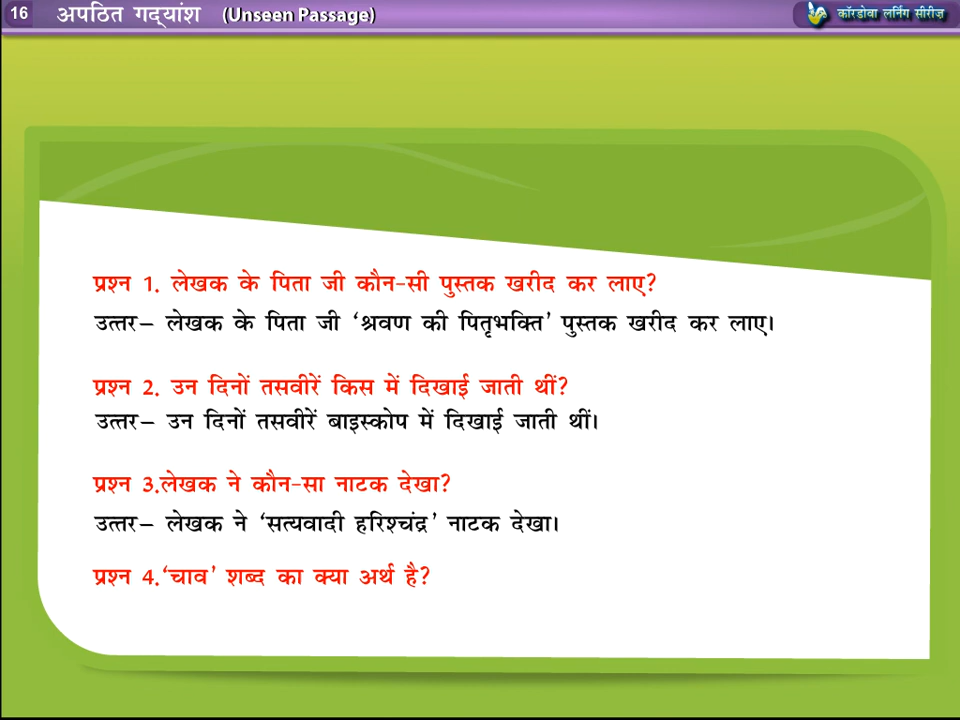 16 अपठित गद्यांश (Unseen Passage)
कॉरडोवा लर्निंग सीरीज़
प्रश्न 1. लेखक के पिता जी कौन-सी पुस्तक खरीद कर लाए?
उत्तर– लेखक के पिता जी ‘श्रवण की पितृभक्ति’ पुस्तक खरीद कर लाए।
प्रश्न 2. उन दिनों तसवीरें किस में दिखाई जाती थीं?
उत्तर– उन दिनों तसवीरें बाइस्कोप में दिखाई जाती थीं।
प्रश्न 3.लेखक ने कौन-सा नाटक देखा?
उत्तर– लेखक ने ‘सत्यवादी हरिश्चंद्र’ नाटक देखा।
प्रश्न 4.‘चाव’ शब्द का क्या अर्थ है?